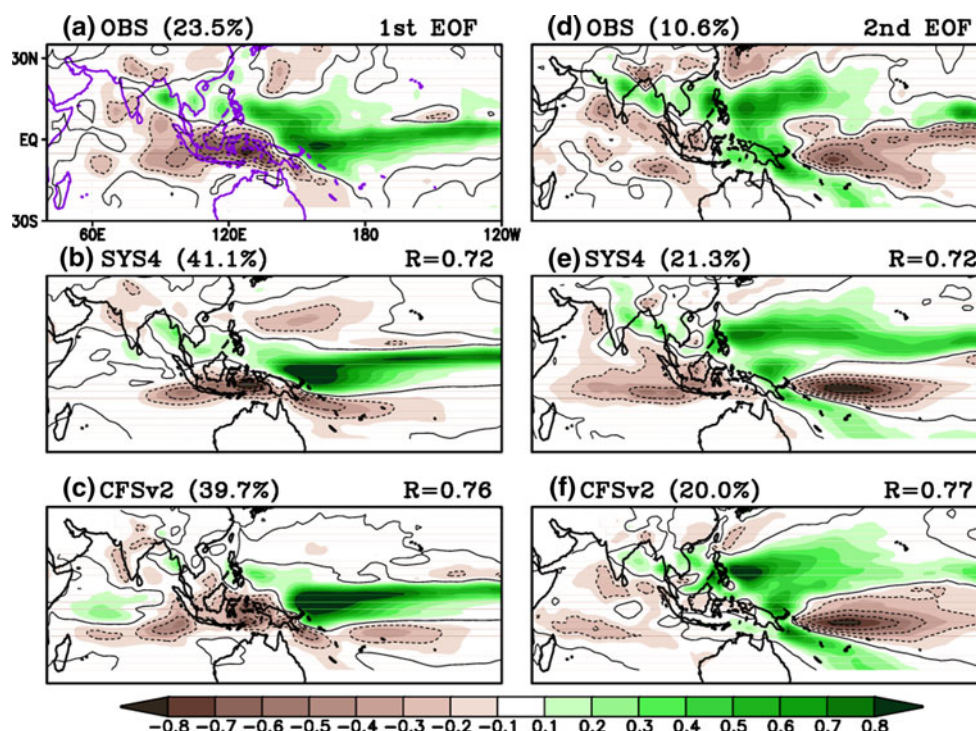 (a) OBS (23.5%) 1st EOF
(d) OBS (10.6%) 2nd EOF
30N
EQ
30S
60E 120E 180 120W
(b) SYS4 (41.1%) R=0.72
(e) SYS4 (21.3%) R=0.72
(c) CFSv2 (39.7%) R=0.76
(f) CFSv2 (20.0%) R=0.77
-0.8 -0.7 -0.6 -0.5 -0.4 -0.3 -0.2 -0.1 0.1 0.2 0.3 0.4 0.5 0.6 0.7 0.8